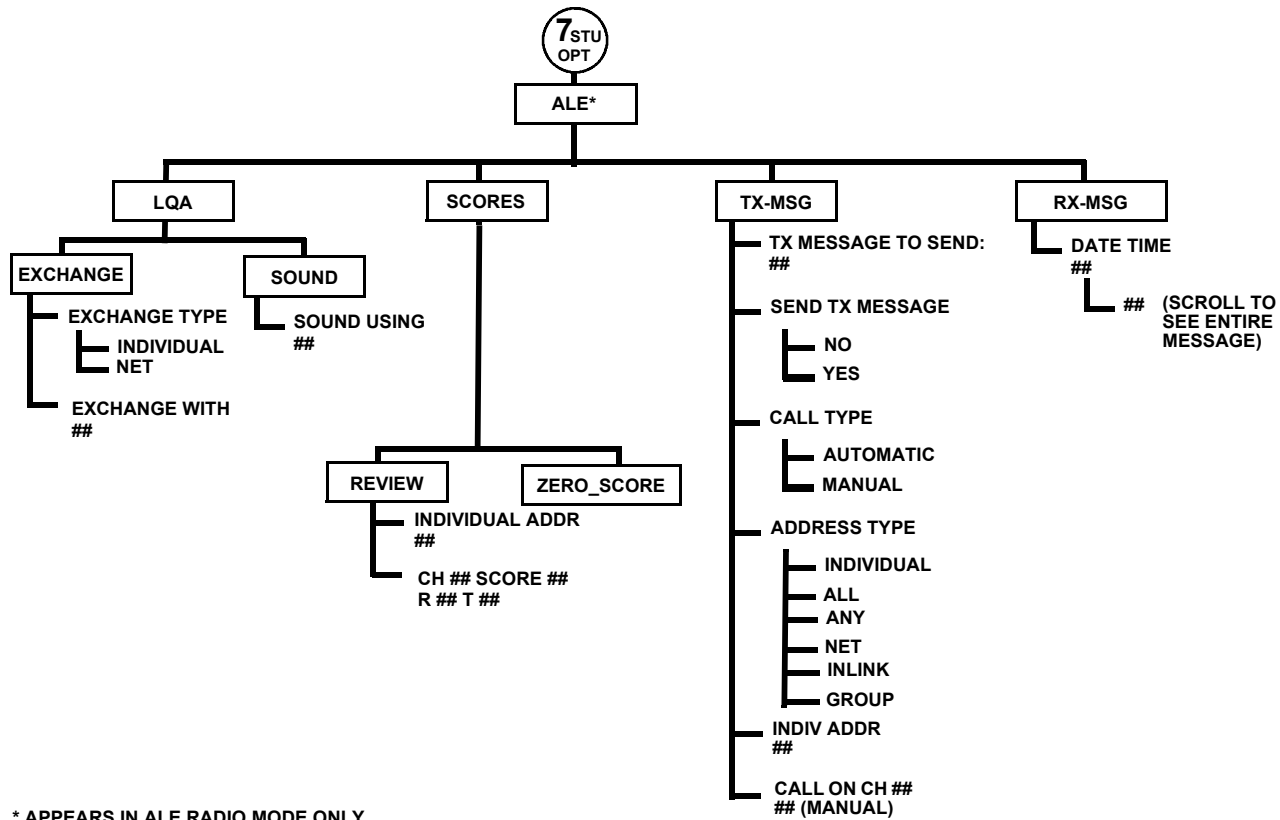 7STU
OPT
ALE*
LQA
SCORES
TX-MSG
RX-MSG
EXCHANGE
SOUND
EXCHANGE TYPE
INDIVIDUAL
NET
EXCHANGE WITH
##
SOUND USING
##
REVIEW
ZERO_SCORE
INDIVIDUAL ADDR
##
CH ## SCORE ##
R ## T ##
TX MESSAGE TO SEND:
##
SEND TX MESSAGE
NO
YES
CALL TYPE
AUTOMATIC
MANUAL
ADDRESS TYPE
INDIVIDUAL
ALL
ANY
NET
INLINK
GROUP
INDIV ADDR
##
CALL ON CH ##
## (MANUAL)
DATE TIME
##
## (SCROLL TO
SEE ENTIRE
MESSAGE)
* APPEARS IN ALE RADIO MODE ONLY